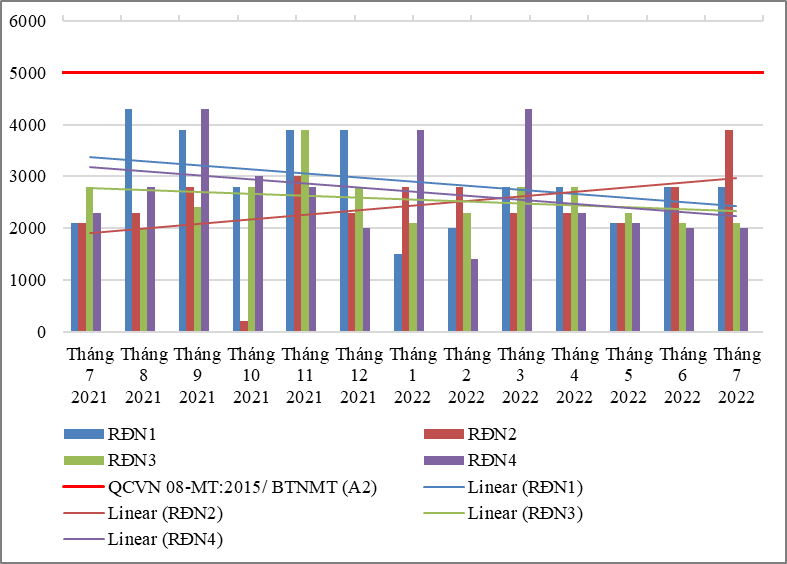 6000
5000
4000
3000
2000
1000
0
Tháng Tháng Tháng Tháng Tháng Tháng Tháng Tháng Tháng Tháng Tháng Tháng Tháng
7 8 9 10 11 12 1 2 3 4 5 6 7
2021 2021 2021 2021 2021 2021 2022 2022 2022 2022 2022 2022 2022
RĐN1 RĐN2
RĐN3 RĐN4
QCVN 08-MT:2015/ BTNMT (A2) Linear (RĐN1)
Linear (RĐN2) Linear (RĐN3)
Linear (RĐN4)